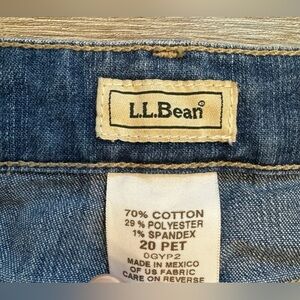 L.L.Bean®
70% COTTON
29% POLYESTER
1% SPANDEX
20 PET
0GYP2
MADE IN MEXICO
OF US FABRIC
CARE ON REVERSE